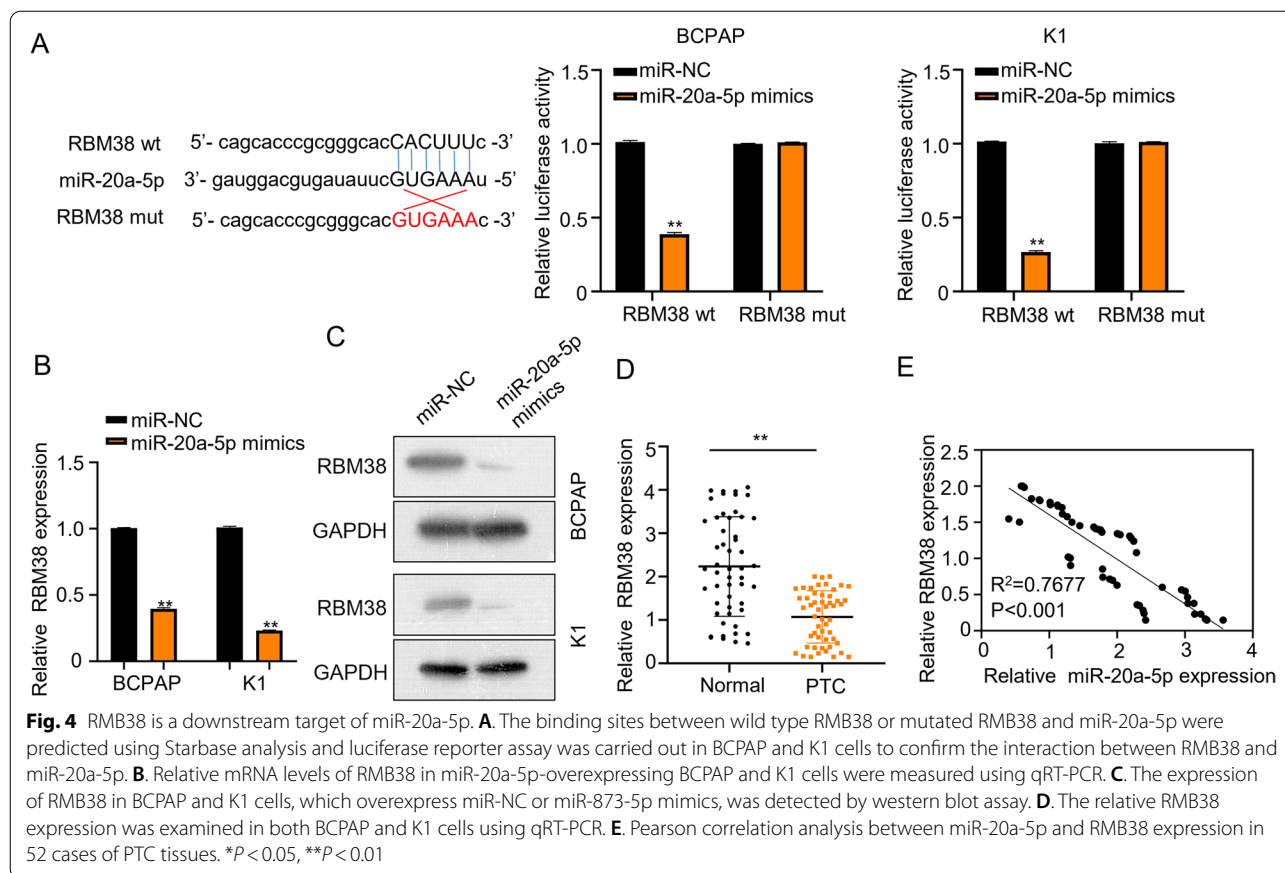 A
RBM38 wt 5’- cagcacccgcgggcacCACUUUc -3’
miR-20a-5p 3’- gauggacgugauauucGUGAAAu -5’
RBM38 mut 5’- cagcacccgcgggcacGUGAAAc -3’
BCPAP
miR-NC
miR-20a-5p mimics
Relative luciferase activity
1.5
1.0
0.5
0
**
RBM38 wt RBM38 mut
K1
miR-NC
miR-20a-5p mimics
Relative luciferase activity
1.5
1.0
0.5
0
**
RBM38 wt RBM38 mut
B
miR-NC
miR-20a-5p mimics
Relative RBM38 expression
1.5
1.0
0.5
0
**
**
BCPAP K1
C
miR-NC
miR-20a-5p
mimics
RBM38
GAPDH
BCPAP
RBM38
GAPDH
K1
D
Relative RBM38 expression
5
4
3
2
1
0
**
Normal PTC
E
Relative RBM38 expression
2.5
2.0
1.5
1.0
0.5
0.0
R²=0.7677
P<0.001
0 1 2 3 4
Relative miR-20a-5p expression
Fig. 4 RMB38 is a downstream target of miR-20a-5p. A. The binding sites between wild type RMB38 or mutated RMB38 and miR-20a-5p were
predicted using Starbase analysis and luciferase reporter assay was carried out in BCPAP and K1 cells to confirm the interaction between RMB38 and
miR-20a-5p. B. Relative mRNA levels of RMB38 in miR-20a-5p-overexpressing BCPAP and K1 cells were measured using qRT-PCR. C. The expression
of RMB38 in BCPAP and K1 cells, which overexpress miR-NC or miR-873-5p mimics, was detected by western blot assay. D. The relative RMB38
expression was examined in both BCPAP and K1 cells using qRT-PCR. E. Pearson correlation analysis between miR-20a-5p and RMB38 expression in
52 cases of PTC tissues. *P < 0.05, **P < 0.01